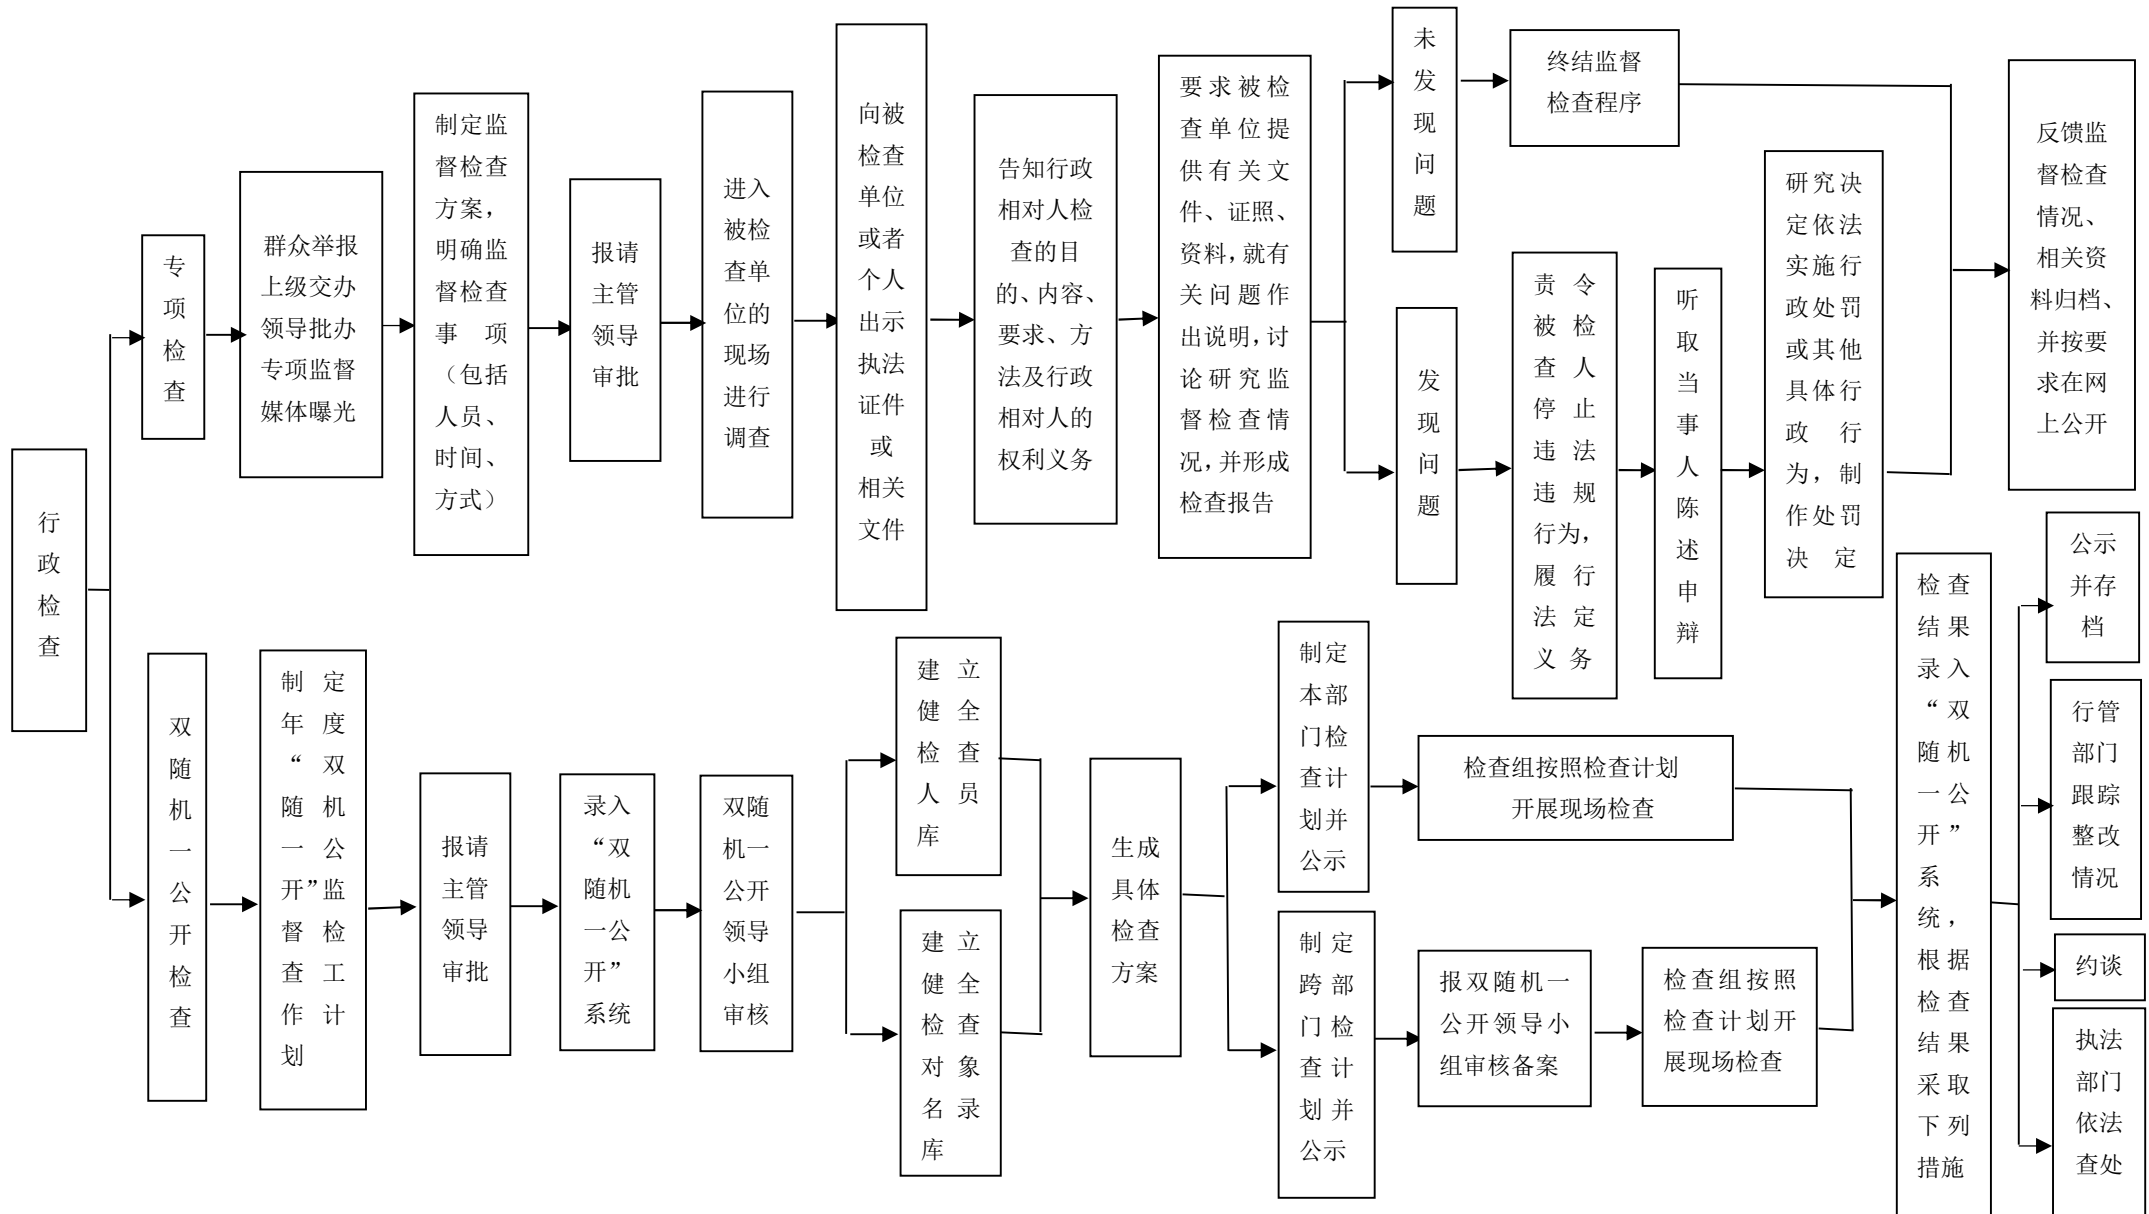 行
政
检
查
专
项
检
查
群众举报
上级交办
领导批办
专项监督
媒体曝光
制定监
督检查
方案，
明确监
督检查
事 项
（包括
人员、
时间、
方式）
报请
主管
领导
审批
进入
被检
查单
位的
现场
进行
调查
向被
检查
单位
或者
个人
出示
执法
证件
或
相关
文件
告知行政
相对人检
查的目
的、内容、
要求、方
法及行政
相对人的
权利义务
要求被检
查单位提
供有关文
件、证照、
资料，就有
关问题作
出说明，讨
论研究监
督检查情
况，并形成
检查报告
未
发
现
问
题
终结监督
检查程序
发
现
问
题
责 令
被 检
查 人
停 止
违 法
违 规
行为，
履 行
法 定
义 务
听
取
当
事
人
陈
述
申
辩
研究决
定依法
实施行
政处罚
或其他
具体行
政 行
为，制
作处罚
决 定
反馈监
督检查
情况、
相关资
料归档、
并按要
求在网
上公开
双
随
机
一
公
开
检
查
制 定
年 度
“ 双
随 机
一 公
开”监
督 检
查 工
作 计
划
报请
主管
领导
审批
录入
“双
随机
一公
开”
系统
双随
机一
公开
领导
小组
审核
建 立
健 全
检 查
人 员
库
建 立
健 全
检 查
对 象
名 录
库
生成
具体
检查
方案
制定
本部
门检
查计
划并
公示
检查组按照检查计划
开展现场检查
制 定
跨 部
门 检
查 计
划 并
公示
报双随机一
公开领导小
组审核备案
检查组按照
检查计划开
展现场检查
检查
结果
录入
“双
随机
一公
开”
系
统，
根据
检查
结果
采取
下列
措施
公示
并存
档
行管
部门
跟踪
整改
情况
约谈
执法
部门
依法
查处